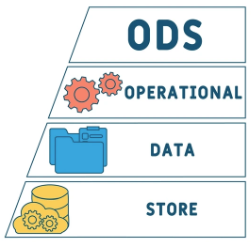 ODS
OPERATIONAL
DATA
STORE